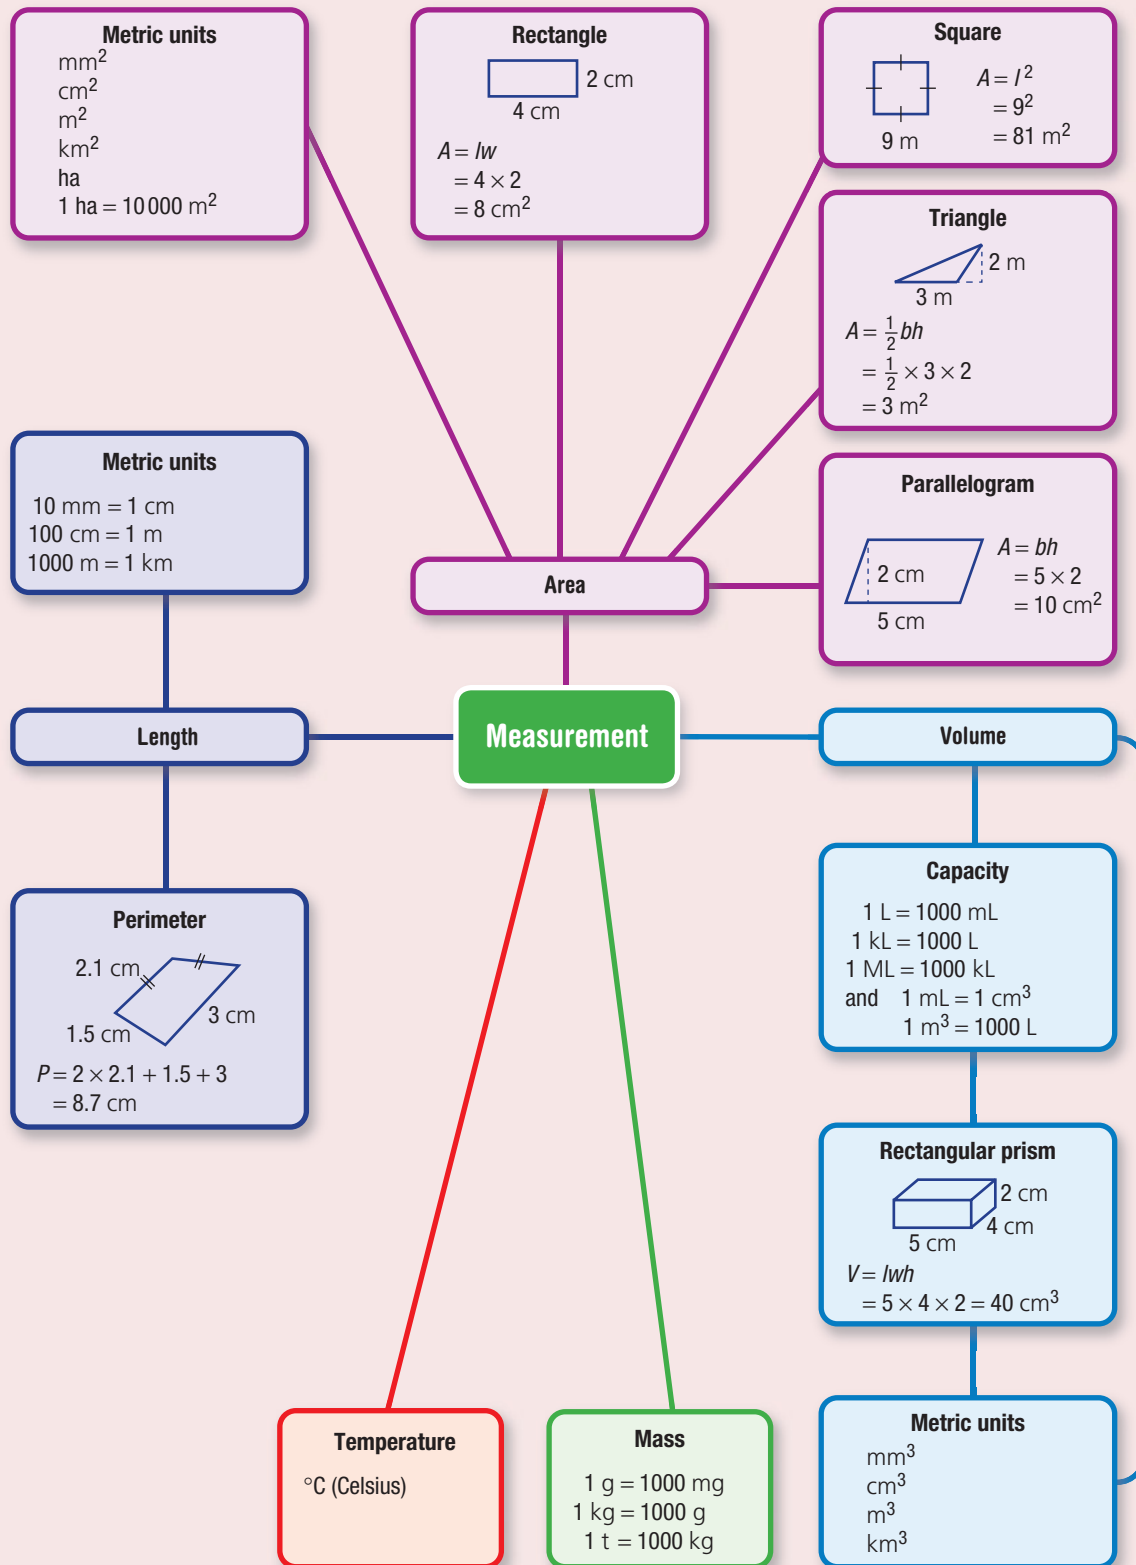 Metric units
mm²
cm²
m²
km²
ha
1 ha = 10 000 m²
Rectangle
2 cm
4 cm
A = lw
= 4 × 2
= 8 cm²
Square
9 m
A = l²
= 9²
= 81 m²
Triangle
2 m
3 m
A = 1/2 bh
= 1/2 × 3 × 2
= 3 m²
Parallelogram
2 cm
5 cm
A = bh
= 5 × 2
= 10 cm²
Metric units
10 mm = 1 cm
100 cm = 1 m
1000 m = 1 km
Area
Length
Measurement
Volume
Perimeter
2.1 cm
3 cm
1.5 cm
P = 2 × 2.1 + 1.5 + 3
= 8.7 cm
Capacity
1 L = 1000 mL
1 kL = 1000 L
1 ML = 1000 kL
and 1 mL = 1 cm³
1 m³ = 1000 L
Rectangular prism
2 cm
4 cm
5 cm
V = lwh
= 5 × 4 × 2 = 40 cm³
Temperature
°C (Celsius)
Mass
1 g = 1000 mg
1 kg = 1000 g
1 t = 1000 kg
Metric units
mm³
cm³
m³
km³